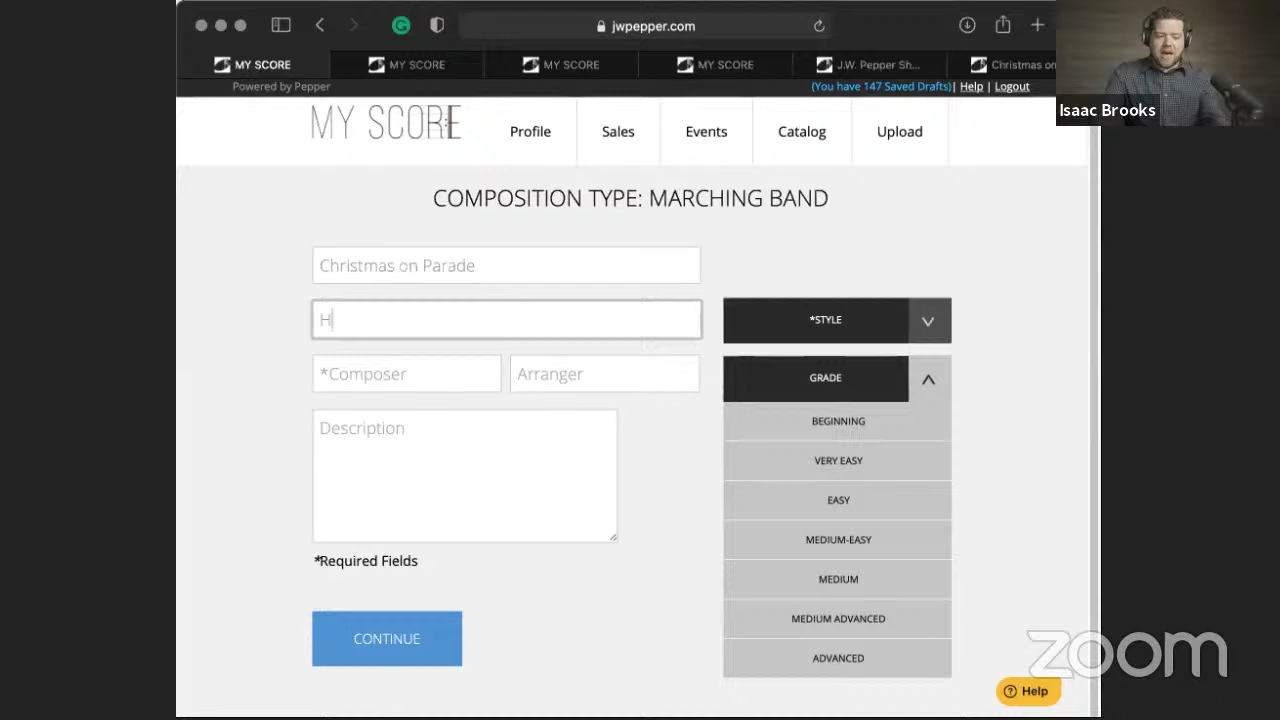 jwpepper.com
MY SCORE
MY SCORE
MY SCORE
MY SCORE
J.W. Pepper Sh...
Christmas on
Isaac Brooks
Powered by Pepper
(You have 147 Saved Drafts) | Help | Logout
MY SCORE
Profile
Sales
Events
Catalog
Upload
COMPOSITION TYPE: MARCHING BAND
Christmas on Parade
H
*STYLE
*Composer
Arranger
GRADE
BEGINNING
Description
VERY EASY
EASY
MEDIUM-EASY
*Required Fields
MEDIUM
MEDIUM ADVANCED
CONTINUE
ADVANCED
zoom
Help